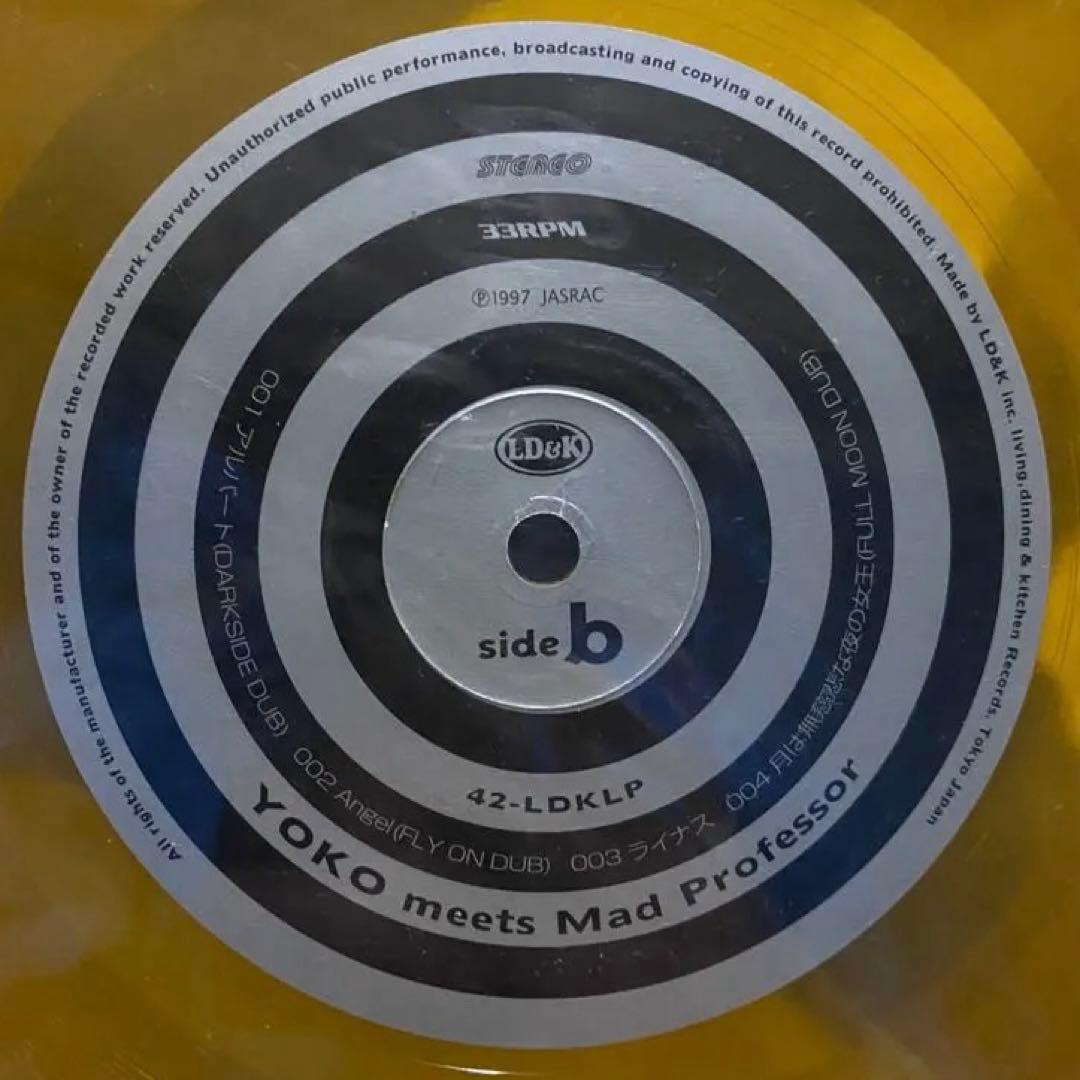 All rights of the manufacturer and of the owner of the recorded work reserved. Unauthorized public performance, broadcasting and copying of this record prohibited. Made by LD&K inc. living, dining & kitchen Records. Tokyo Japan
STEREO
33RPM
Ⓟ1997 JASRAC
LD&K
side b
42-LDKLP
001 アルバート(DARKSIDE DUB) 002 Angel(FLY ON DUB) 003 ライナス 004 月は無慈悲な夜の女王(FULL MOON DUB)
YOKO meets Mad Professor